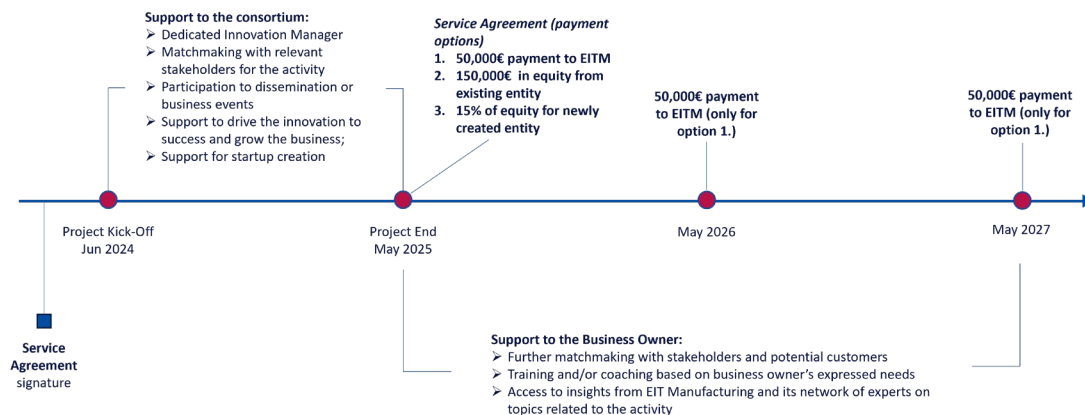 Support to the consortium:
➢ Dedicated Innovation Manager
➢ Matchmaking with relevant
stakeholders for the activity
➢ Participation to dissemination or
business events
➢ Support to drive the innovation to
success and grow the business;
➢ Support for startup creation
Service Agreement (payment
options)
1. 50,000€ payment to EITM
2. 150,000€ in equity from
existing entity
3. 15% of equity for newly
created entity
50,000€ payment
to EITM (only for
option 1.)
50,000€ payment
to EITM (only for
option 1.)
Project Kick-Off
Jun 2024
Project End
May 2025
May 2026
May 2027
Service
Agreement
signature
Support to the Business Owner:
➢ Further matchmaking with stakeholders and potential customers
➢ Training and/or coaching based on business owner's expressed needs
➢ Access to insights from EIT Manufacturing and its network of experts on
topics related to the activity